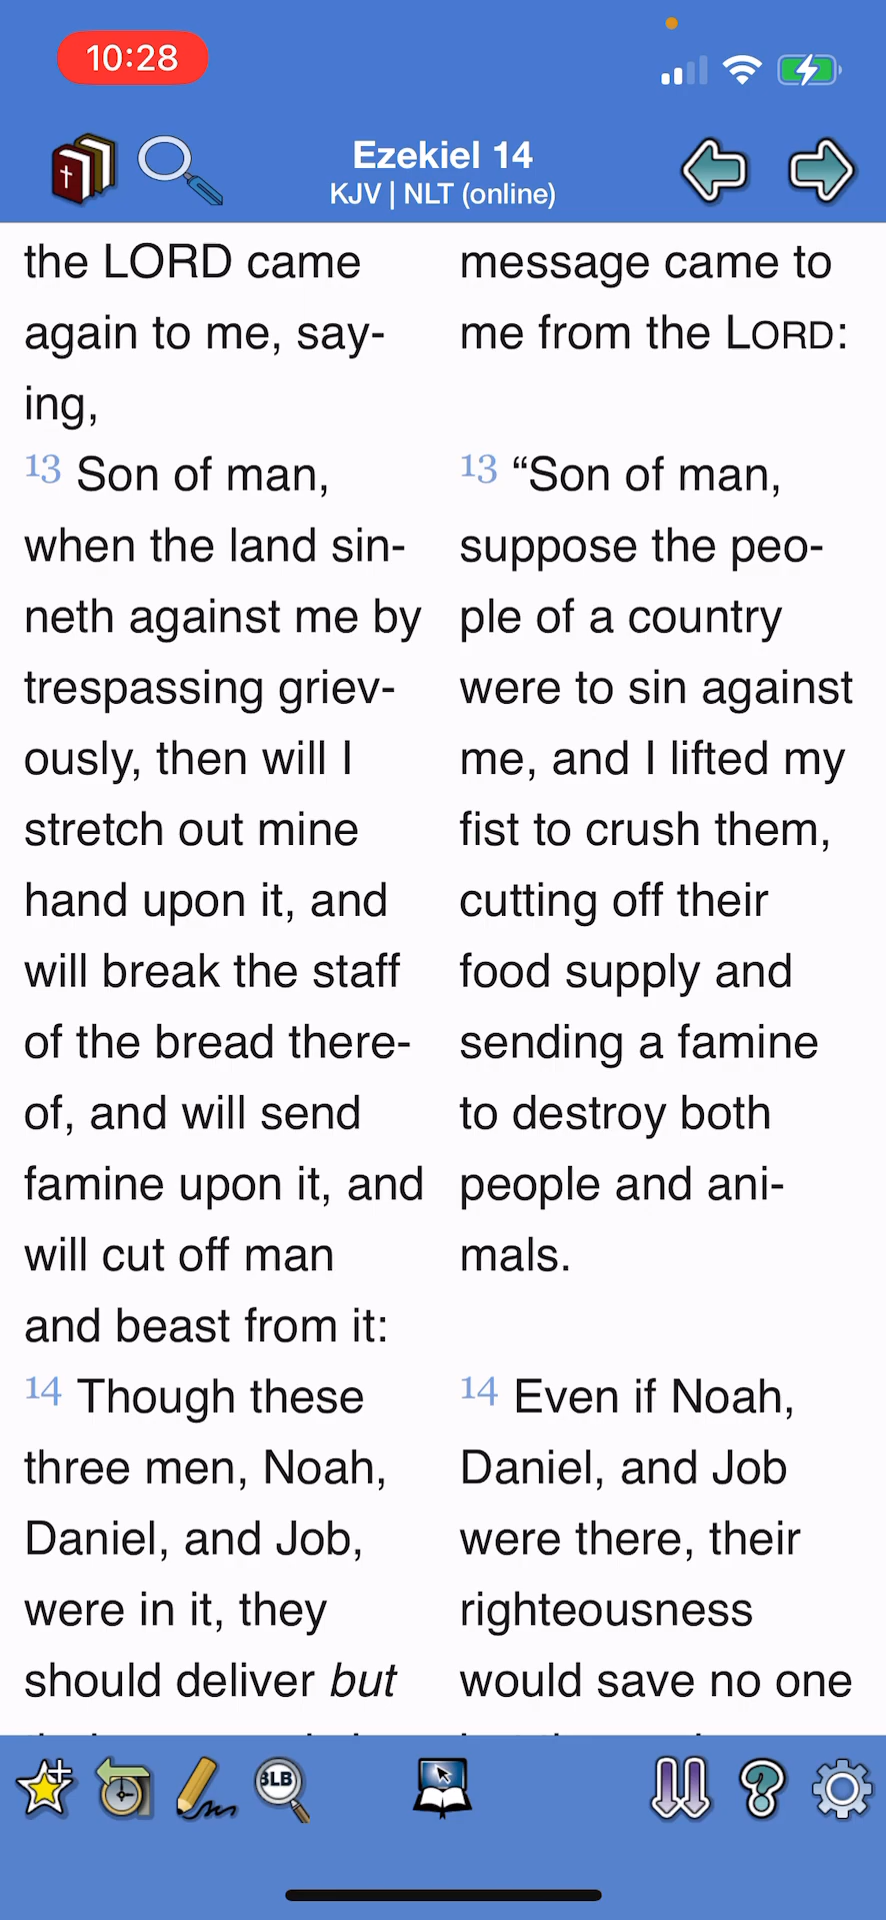 10:28
Ezekiel 14
KJV | NLT (online)
the LORD came
again to me, say-
ing,
13 Son of man,
when the land sin-
neth against me by
trespassing griev-
ously, then will I
stretch out mine
hand upon it, and
will break the staff
of the bread there-
of, and will send
famine upon it, and
will cut off man
and beast from it:
14 Though these
three men, Noah,
Daniel, and Job,
were in it, they
should deliver but
message came to
me from the LORD:
13 “Son of man,
suppose the peo-
ple of a country
were to sin against
me, and I lifted my
fist to crush them,
cutting off their
food supply and
sending a famine
to destroy both
people and ani-
mals.
14 Even if Noah,
Daniel, and Job
were there, their
righteousness
would save no one
BLB